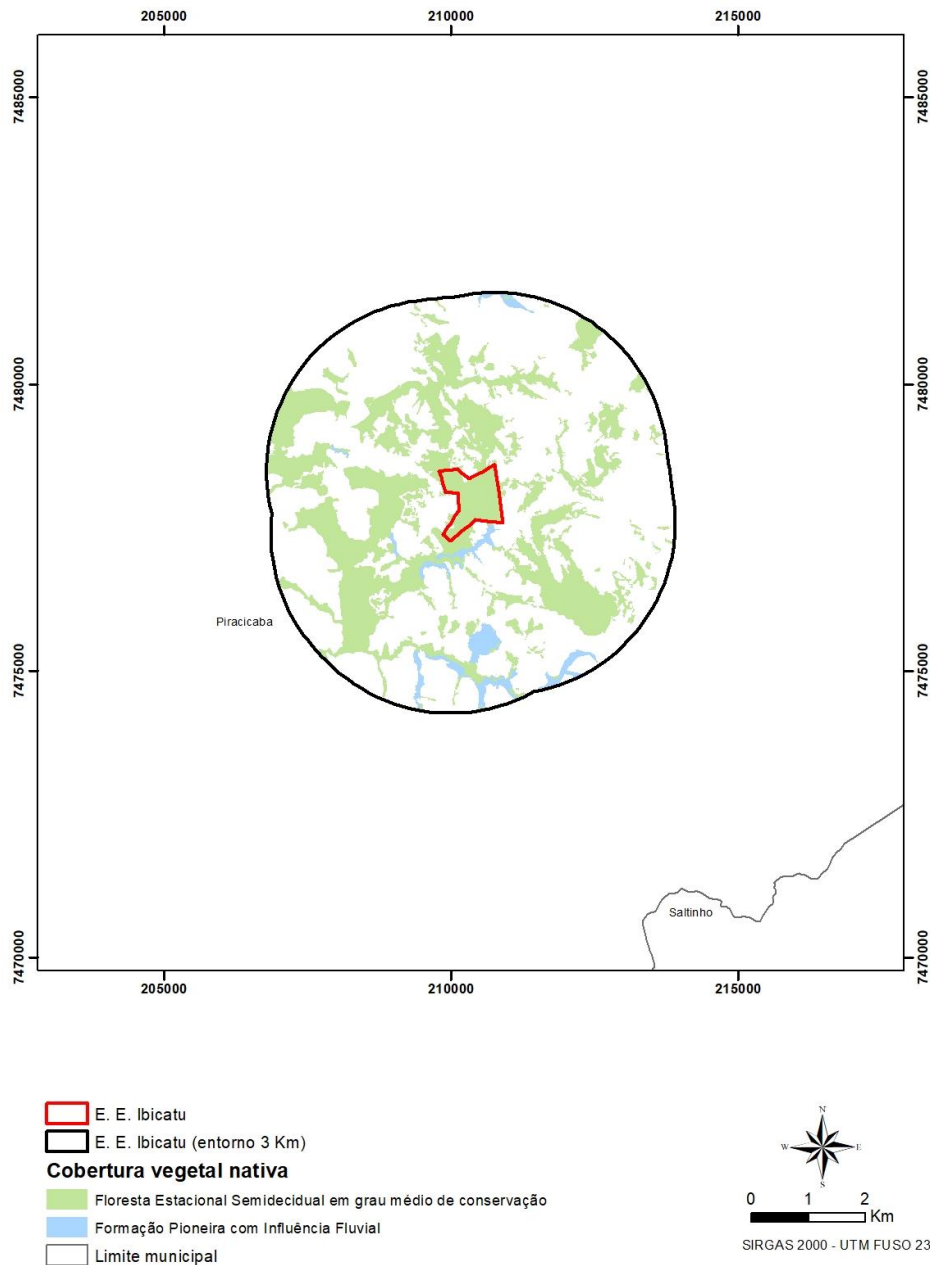 205000 210000 215000
7485000 7485000
7480000 7480000
Piracicaba
7475000 7475000
Saltinho
7470000 7470000
205000 210000 215000
E. E. Ibicatu
E. E. Ibicatu (entorno 3 Km)
Cobertura vegetal nativa
Floresta Estacional Semidecidual em grau médio de conservação
Formação Pioneira com Influência Fluvial
Limite municipal
N
W E
S
0 1 2
Km
SIRGAS 2000 - UTM FUSO 23